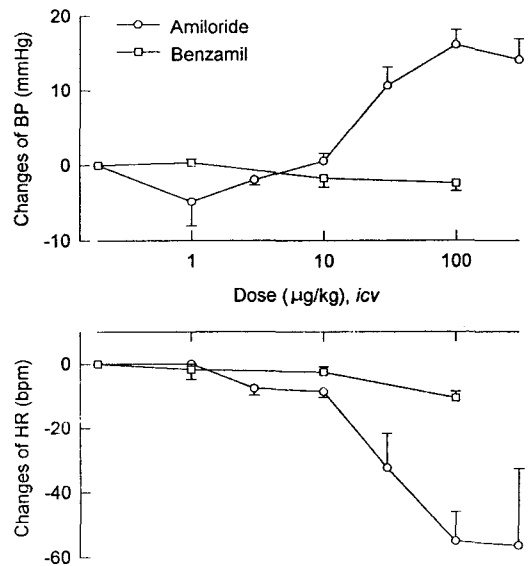 20
10
0
-10
Changes of BP (mmHg)
Amiloride
Benzamil
1 10 100
Dose (µg/kg), icv
0
-20
-40
-60
Changes of HR (bpm)